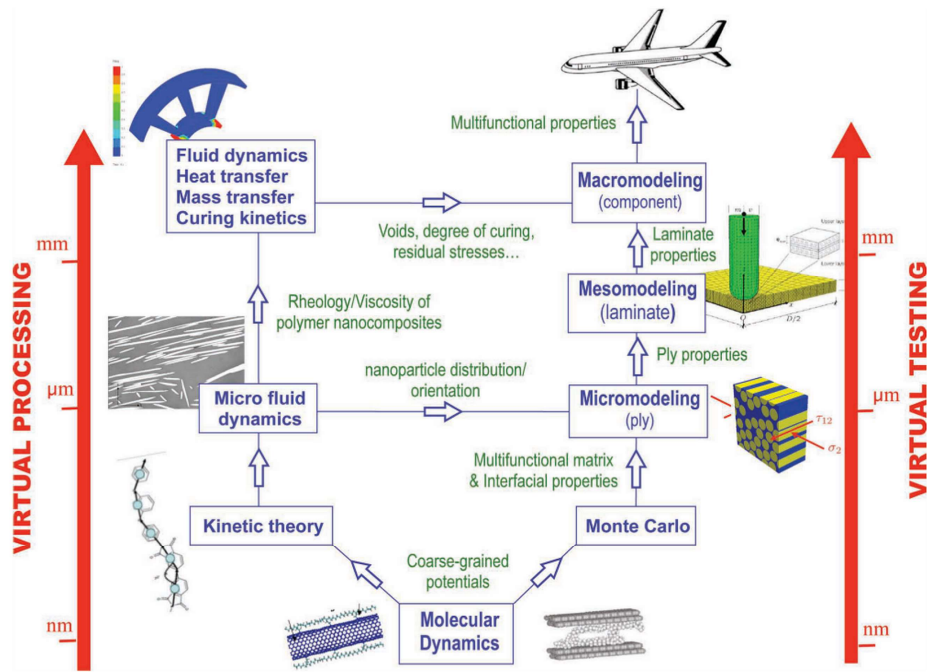 Multifunctional properties
Fluid dynamics
Heat transfer
Mass transfer
Curing kinetics
Macromodeling
(component)
Voids, degree of curing,
residual stresses...
Laminate
properties
mm
mm
Rheology/Viscosity of
polymer nanocomposites
Mesomodeling
(laminate)
D/2
VIRTUAL PROCESSING
VIRTUAL TESTING
Ply properties
nanoparticle distribution/
orientation
µm
µm
Micro fluid
dynamics
Micromodeling
(ply)
τ12
σ2
Multifunctional matrix
& Interfacial properties
Kinetic theory
Monte Carlo
Coarse-grained
potentials
Molecular
Dynamics
nm
nm